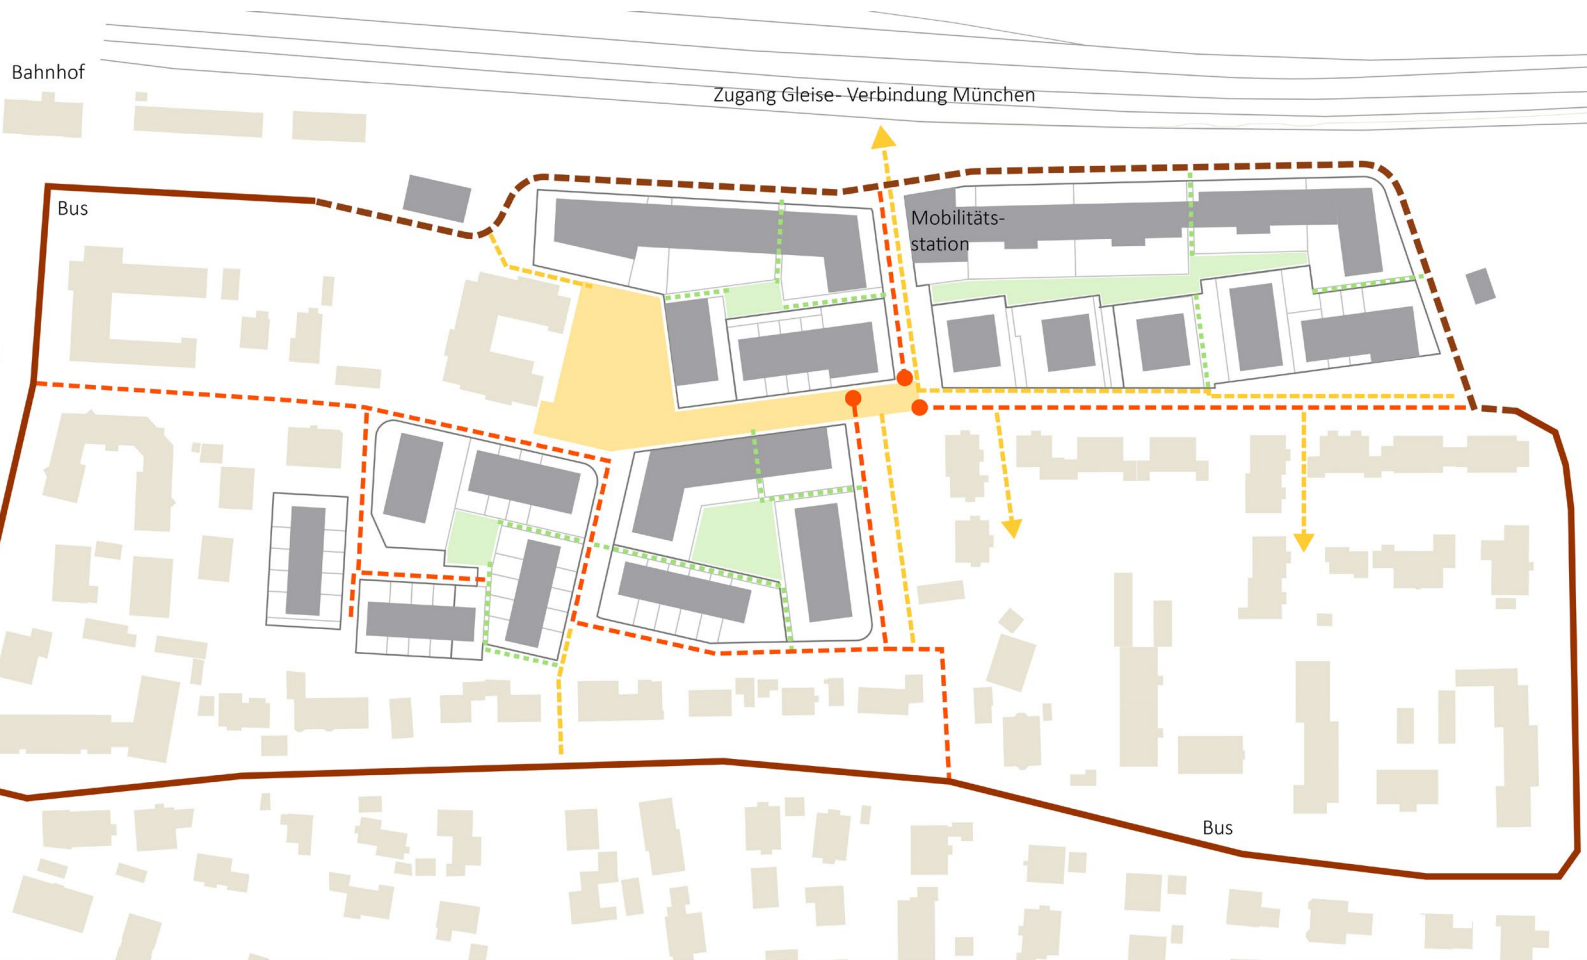 Bahnhof
Zugang Gleise- Verbindung München
Bus
Mobilitäts-
station
Bus